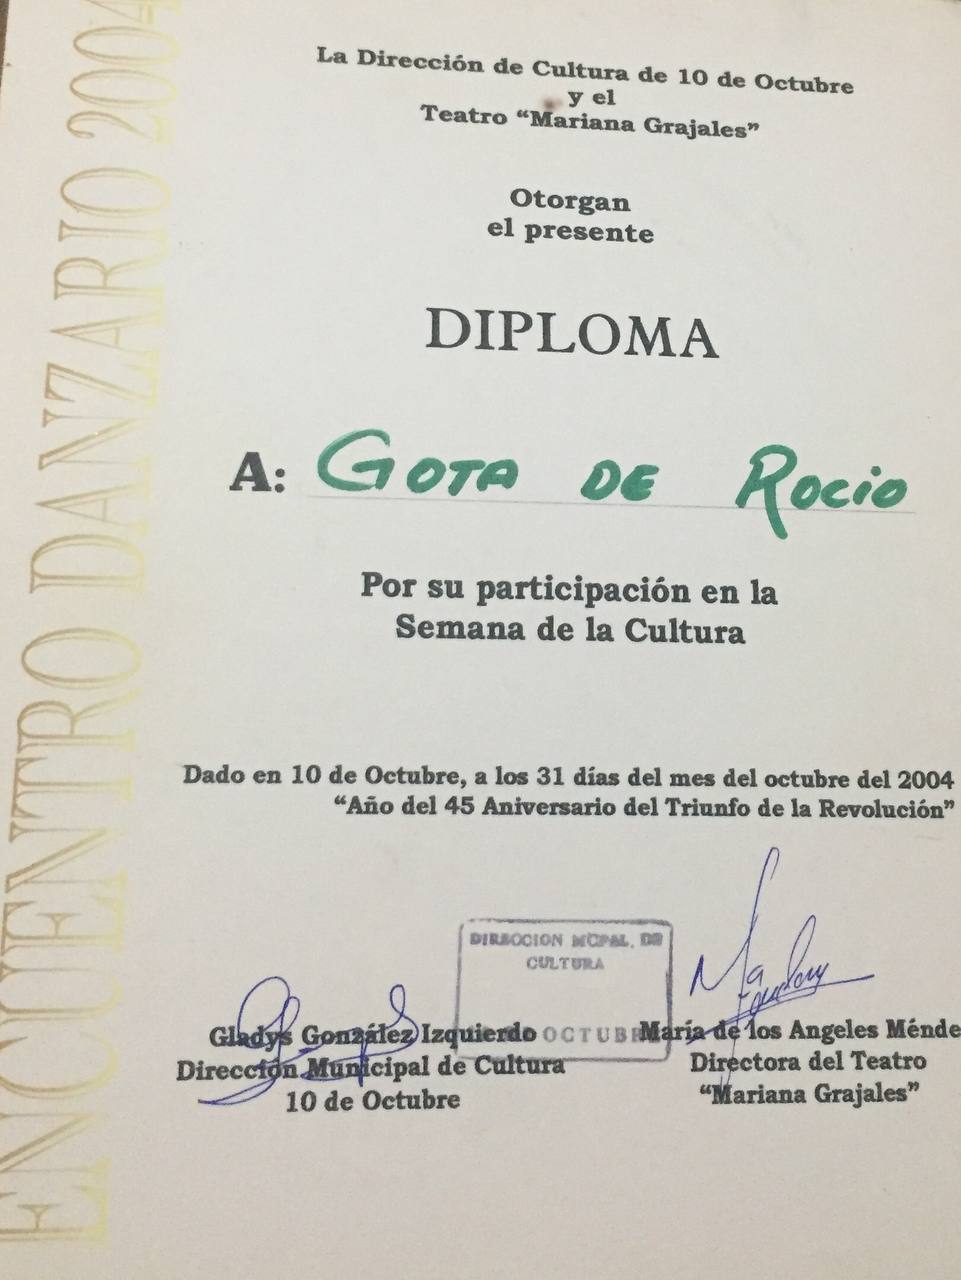 ENCUENTRO DANZARIO 2004
La Dirección de Cultura de 10 de Octubre
y el
Teatro “Mariana Grajales”
Otorgan
el presente
DIPLOMA
A: GOTA DE ROCIO
Por su participación en la
Semana de la Cultura
Dado en 10 de Octubre, a los 31 días del mes del octubre del 2004
“Año del 45 Aniversario del Triunfo de la Revolución”
DIRECCION MCPAL. DE
CULTURA
OCTUB
Gladys González Izquierdo
Dirección Municipal de Cultura
10 de Octubre
María de los Angeles Ménde
Directora del Teatro
“Mariana Grajales”